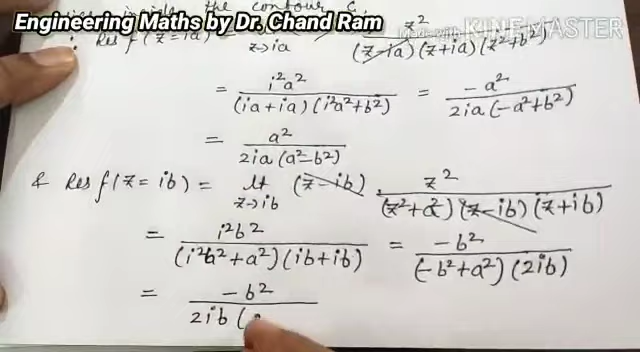 Engineering Maths by Dr. Chand Ram
KINEMASTER
∴ Res f(z=ia) = lt z→ia z² / (z-ia)(z+ia)(z²+b²)
= i²a² / (ia+ia)(i²a²+b²) = -a² / 2ia(-a²+b²)
= a² / 2ia(a²-b²)
& Res f(z=ib) = lt z→ib (z-ib) . z² / (z²+a²)(z-ib)(z+ib)
= i²b² / (i²b²+a²)(ib+ib) = -b² / (-b²+a²)(2ib)
= -b² / 2ib(